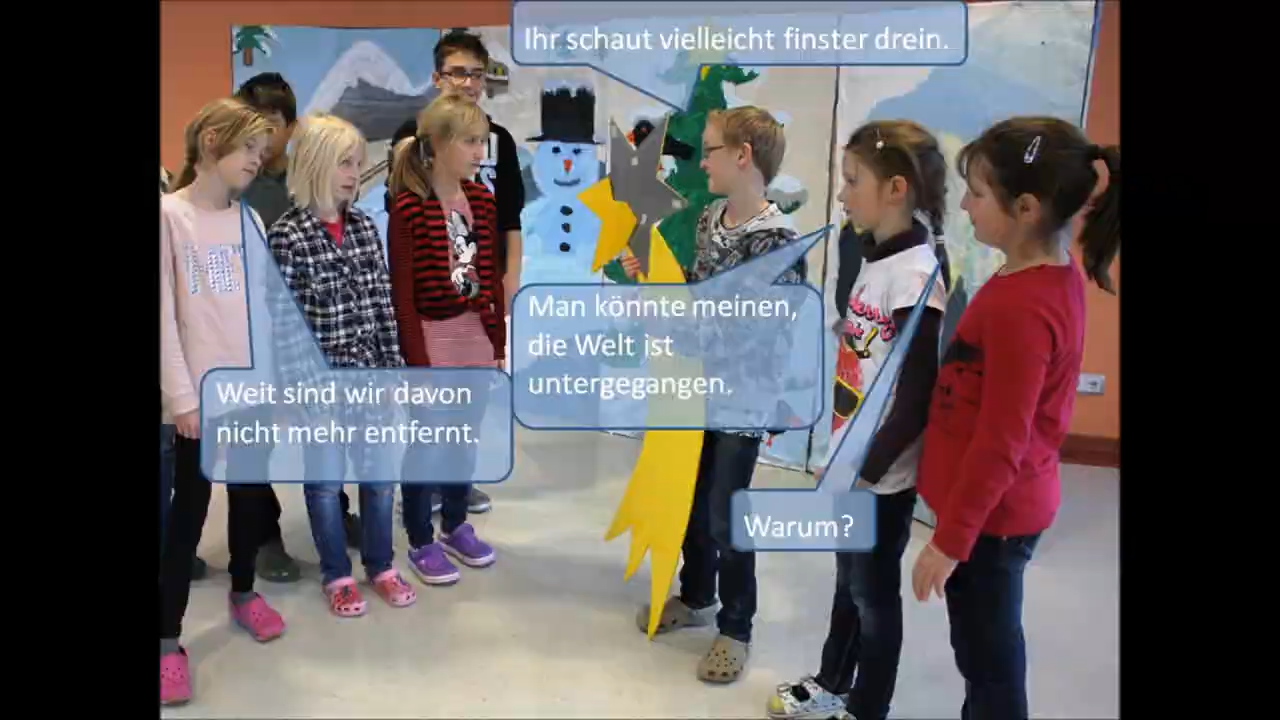 Ihr schaut vielleicht finster drein.
Man könnte meinen,
die Welt ist
untergegangen.
Weit sind wir davon
nicht mehr entfernt.
Warum?